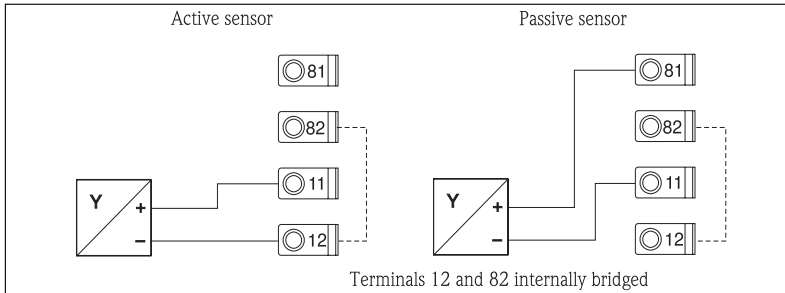 Active sensor Passive sensor
81 81
82 82
Y + 11 Y + 11
- 12 - 12
Terminals 12 and 82 internally bridged